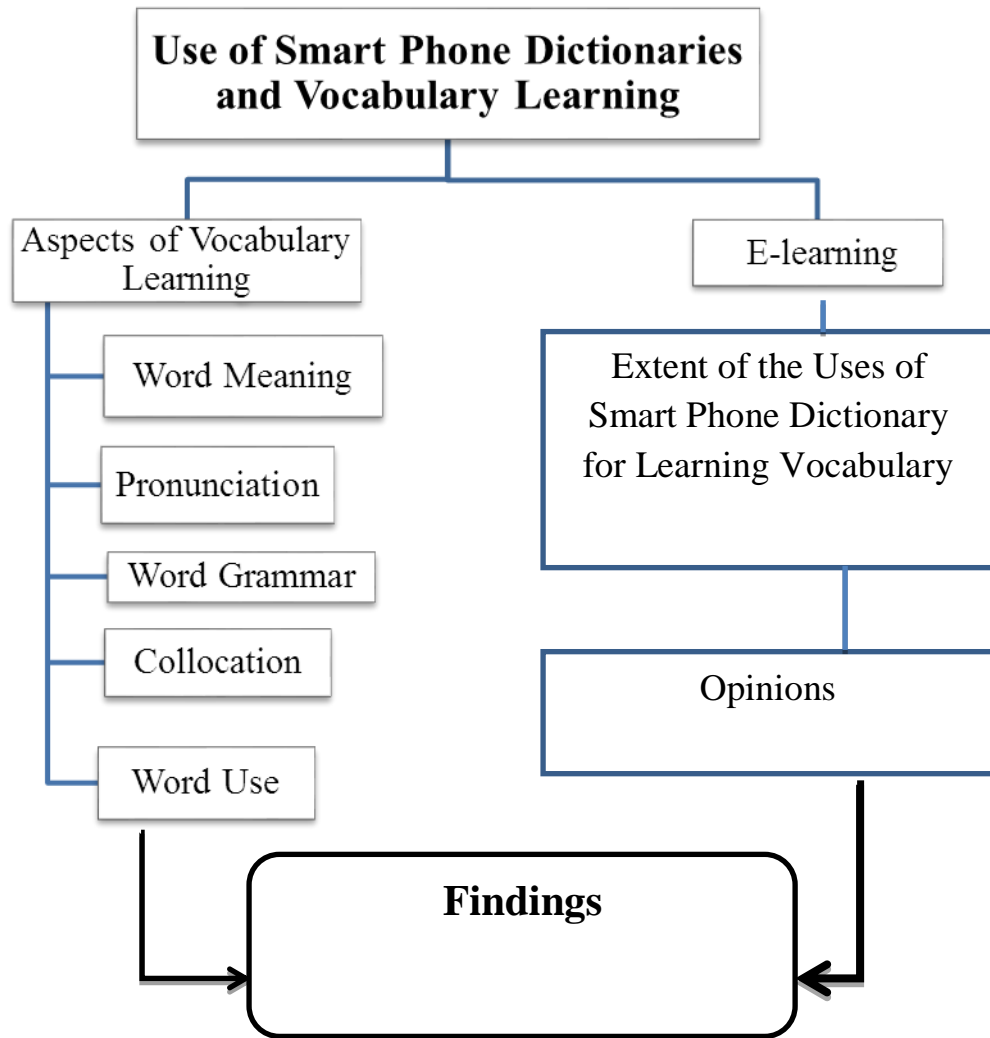 Use of Smart Phone Dictionaries
and Vocabulary Learning
Aspects of Vocabulary
Learning
Word Meaning
Pronunciation
Word Grammar
Collocation
Word Use
E-learning
Extent of the Uses of
Smart Phone Dictionary
for Learning Vocabulary
Opinions
Findings